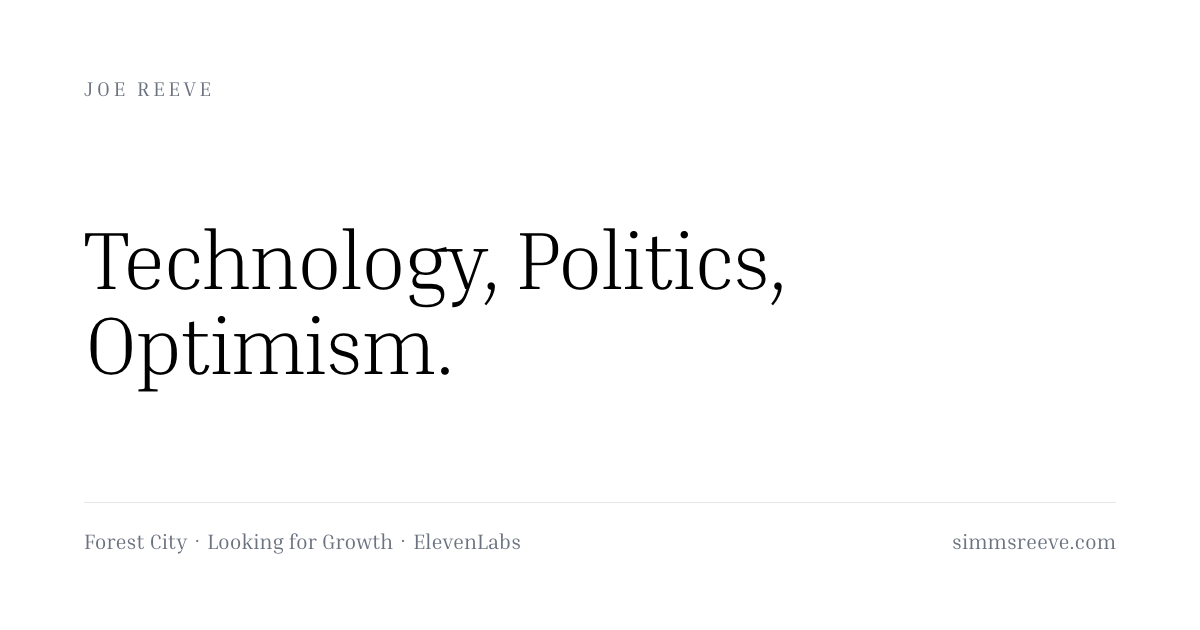 JOE REEVE
Technology, Politics,
Optimism.
Forest City · Looking for Growth · ElevenLabs
simmsreeve.com